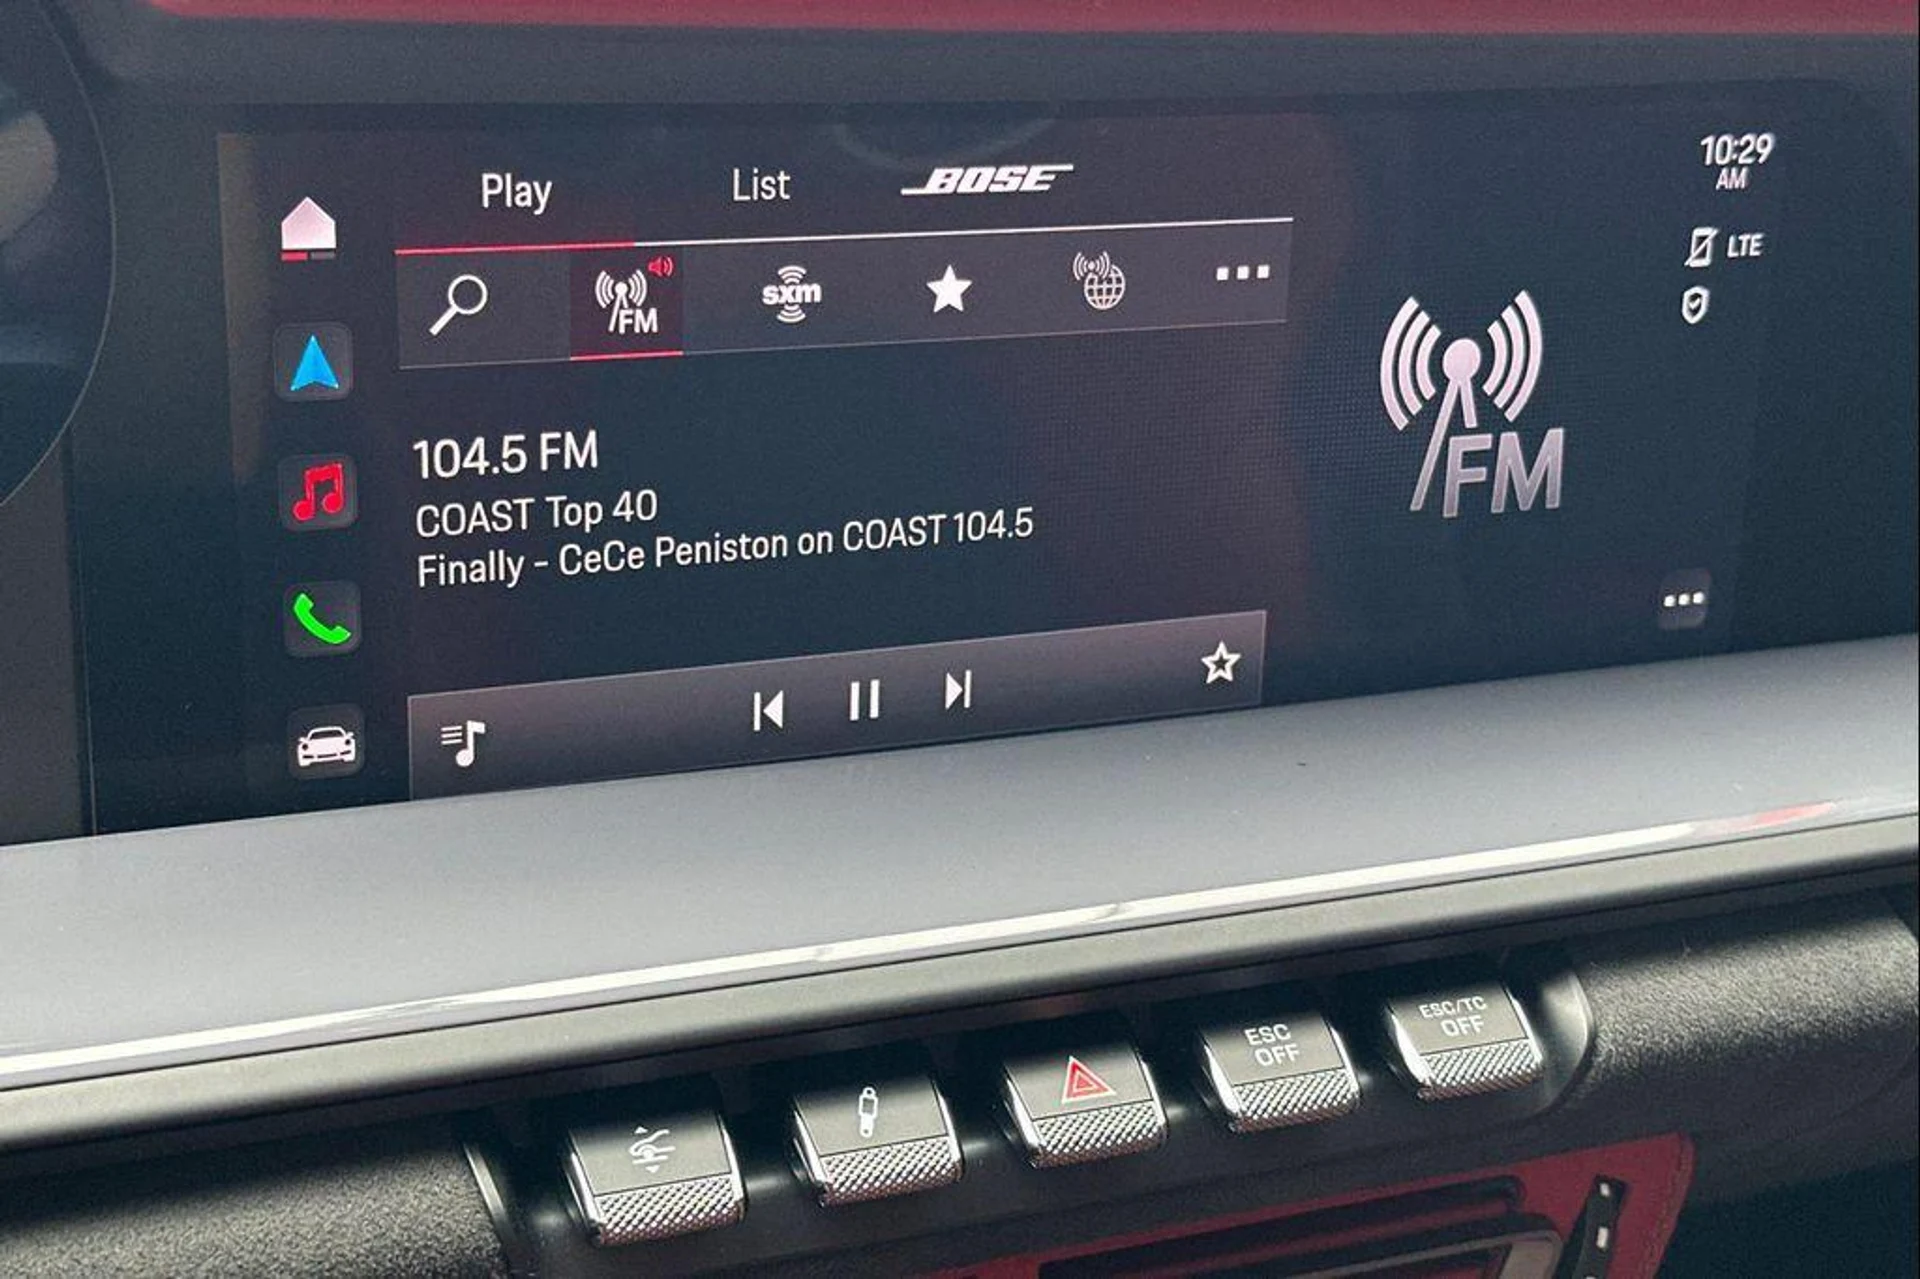 Play
List
BOSE
10:29
AM
LTE
FM
sxm
FM
104.5 FM
COAST Top 40
Finally - CeCe Peniston on COAST 104.5
ESC
OFF
ESC/TC
OFF